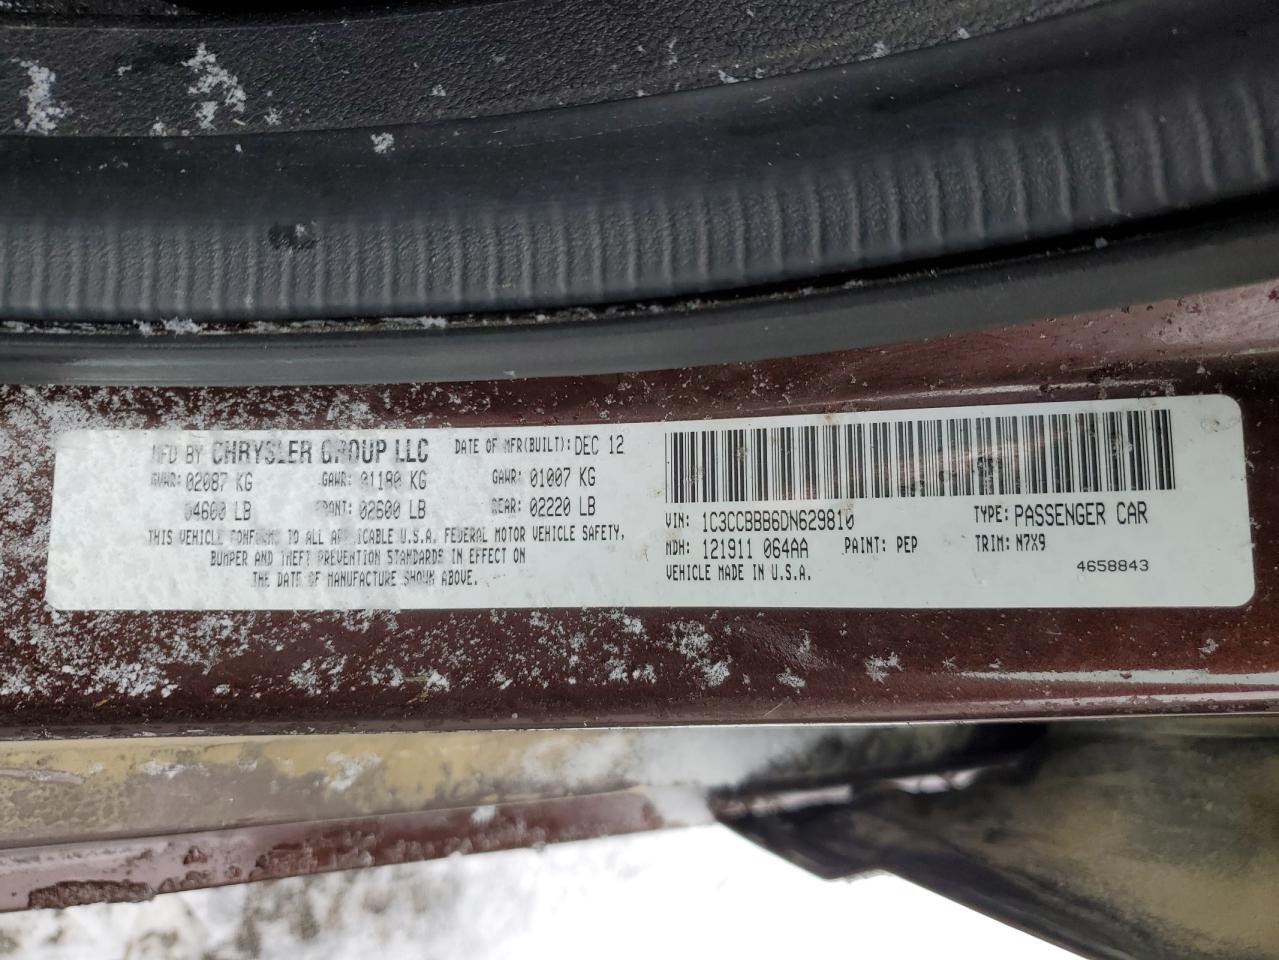 MFD BY CHRYSLER GROUP LLC DATE OF MFR(BUILT): DEC 12
GVWR: 02087 KG GAWR: 01180 KG GAWR: 01007 KG
04600 LB FRONT: 02600 LB REAR: 02220 LB
THIS VEHICLE CONFORMS TO ALL APPLICABLE U.S.A. FEDERAL MOTOR VEHICLE SAFETY,
BUMPER AND THEFT PREVENTION STANDARDS IN EFFECT ON
THE DATE OF MANUFACTURE SHOWN ABOVE.
VIN: 1C3CCBBB6DN629810 TYPE: PASSENGER CAR
MDH: 121911 064AA PAINT: PEP TRIM: N7X9
VEHICLE MADE IN U.S.A. 4658843